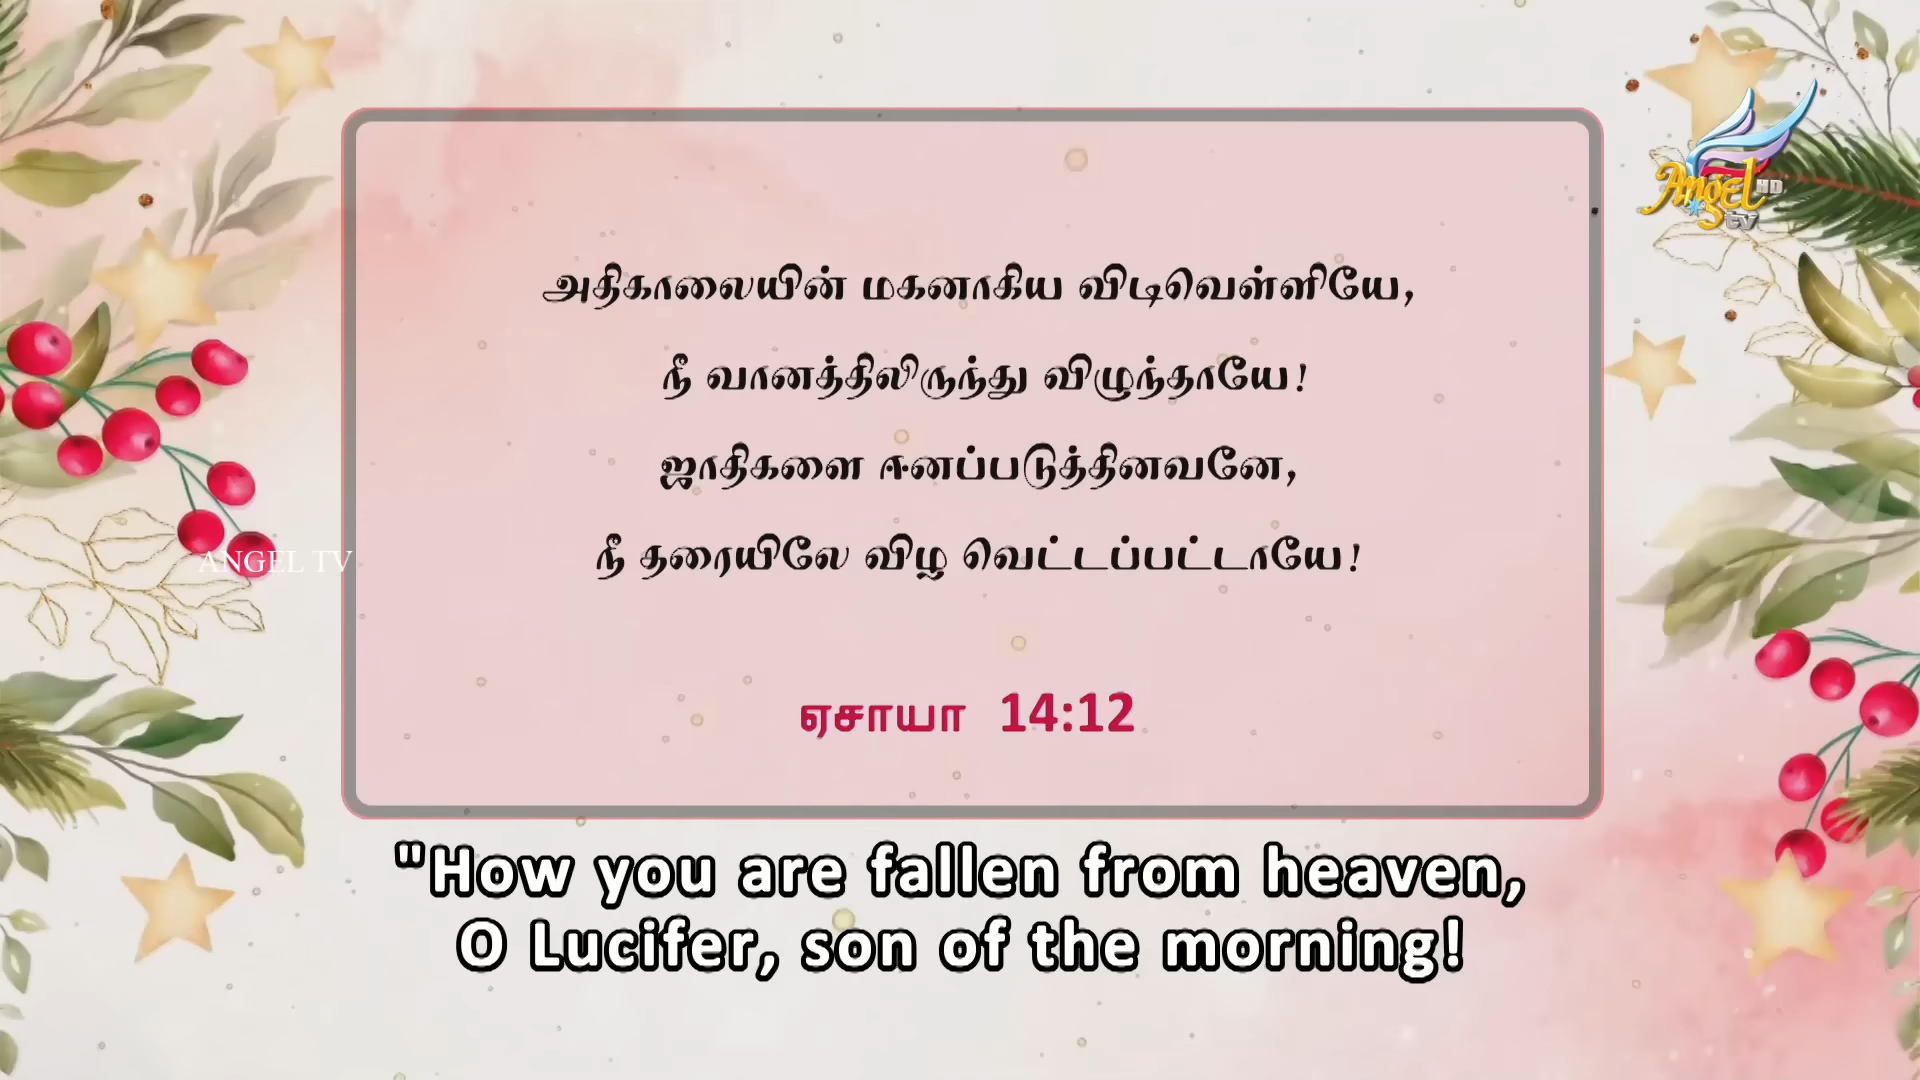 Angel HD
tv
அதிகாலையின் மகனாகிய விடிவெள்ளியே,
நீ வானத்திலிருந்து விழுந்தாயே!
ஜாதிகளை ஈனப்படுத்தினவனே,
நீ தரையிலே விழ வெட்டப்பட்டாயே!
ANGEL TV
ஏசாயா 14:12
"How you are fallen from heaven,
O Lucifer, son of the morning!